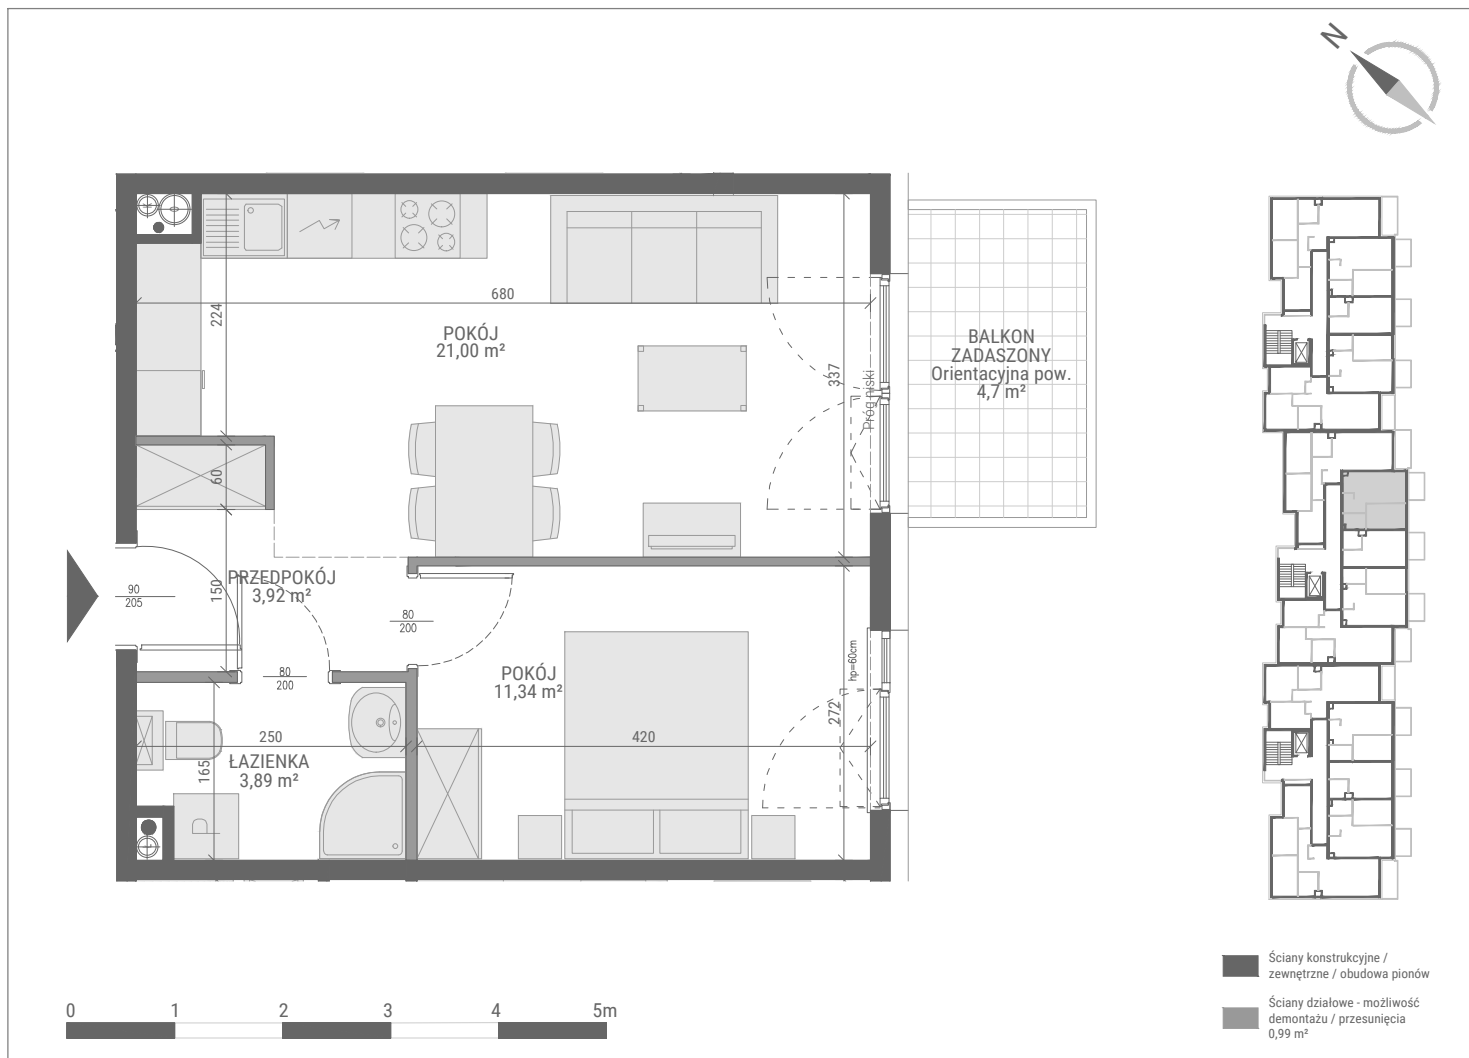 N
680
224
POKÓJ
21,00 m²
337
Próg niski
BALKON
ZADASZONY
Orientacyjna pow.
4,7 m²
60
90
205
150
PRZEDPOKÓJ
3,92 m²
80
200
80
200
POKÓJ
11,34 m²
hp=60cm
272
250
420
ŁAZIENKA
3,89 m²
165
P
0 1 2 3 4 5m
Ściany konstrukcyjne /
zewnętrzne / obudowa pionów
Ściany działowe - możliwość
demontażu / przesunięcia
0,99 m²